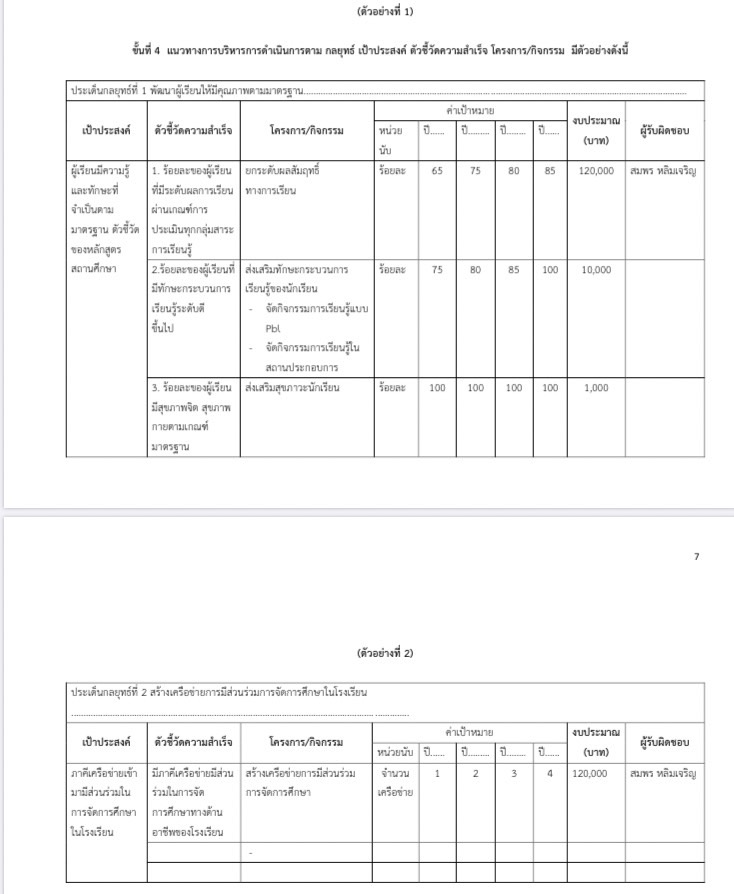 (ตัวอย่างที่ 1)
ขั้นที่ 4 แนวทางการบริหารการดำเนินการตาม กลยุทธ์ เป้าประสงค์ ตัวชี้วัดความสำเร็จ โครงการ/กิจกรรม มีตัวอย่างดังนี้
ประเด็นกลยุทธ์ที่ 1 พัฒนาผู้เรียนให้มีคุณภาพตามมาตรฐาน...............
เป้าประสงค์
ตัวชี้วัดความสำเร็จ
โครงการ/กิจกรรม
ค่าเป้าหมาย
หน่วย
นับ
ปี......
ปี.........
ปี........
ปี......
งบประมาณ
(บาท)
ผู้รับผิดชอบ
ผู้เรียนมีความรู้
และทักษะที่
จำเป็นตาม
มาตรฐาน ตัวชี้วัด
ของหลักสูตร
สถานศึกษา
1. ร้อยละของผู้เรียน
ที่มีระดับผลการเรียน
ผ่านเกณฑ์การ
ประเมินทุกกลุ่มสาระ
การเรียนรู้
ยกระดับผลสัมฤทธิ์
ทางการเรียน
ร้อยละ 65 75 80 85 120,000 สมพร หลิมเจริญ
2.ร้อยละของผู้เรียนที่
มีทักษะกระบวนการ
เรียนรู้ระดับดี
ขึ้นไป
ส่งเสริมทักษะกระบวนการ
เรียนรู้ของนักเรียน
- จัดกิจกรรมการเรียนรู้แบบ
Pbl
- จัดกิจกรรมการเรียนรู้ใน
สถานประกอบการ
ร้อยละ 75 80 85 100 10,000
3. ร้อยละของผู้เรียน
มีสุขภาพจิต สุขภาพ
กายตามเกณฑ์
มาตรฐาน
ส่งเสริมสุขภาวะนักเรียน
ร้อยละ 100 100 100 100 1,000
7
(ตัวอย่างที่ 2)
ประเด็นกลยุทธ์ที่ 2 สร้างเครือข่ายการมีส่วนร่วมการจัดการศึกษาในโรงเรียน
...............
เป้าประสงค์
ตัวชี้วัดความสำเร็จ
โครงการ/กิจกรรม
ค่าเป้าหมาย
หน่วยนับ
ปี......
ปี.........
ปี........
ปี......
งบประมาณ
(บาท)
ผู้รับผิดชอบ
ภาคีเครือข่ายเข้า
มามีส่วนร่วมใน
การจัดการศึกษา
ในโรงเรียน
มีภาคีเครือข่ายมีส่วน
ร่วมในการจัด
การศึกษาทางด้าน
อาชีพของโรงเรียน
สร้างเครือข่ายการมีส่วนร่วม
การจัดการศึกษา
จำนวน
เครือข่าย
1 2 3 4 120,000 สมพร หลิมเจริญ
-